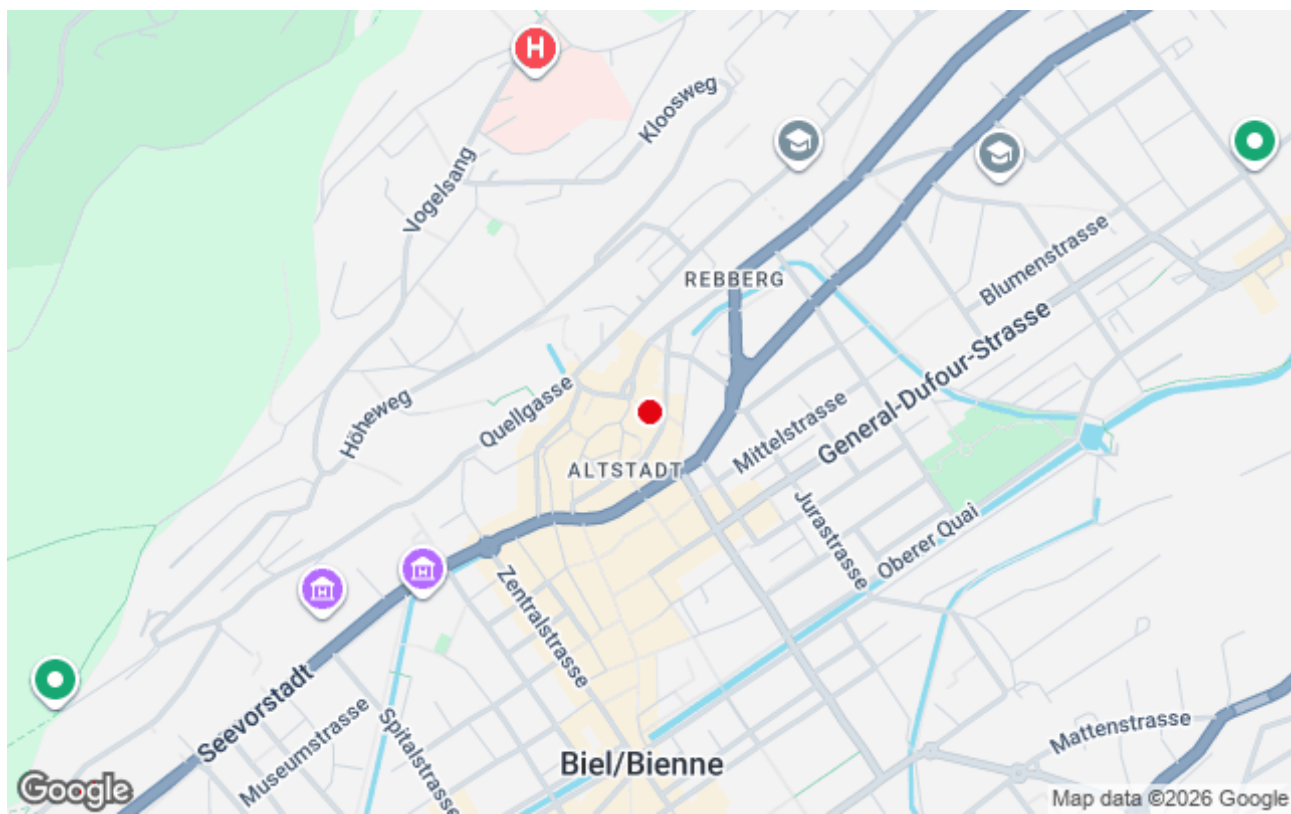 H
Kloosweg
Vogelsang
REBBERG
Blumenstrasse
General-Dufour-Strasse
Höheweg
Quellgasse
Mittelstrasse
ALTSTADT
Jurastrasse
Oberer Quai
Zentralstrasse
Seevorstadt
Museumstrasse
Spitalstrasse
Mattenstrasse
Biel/Bienne
Google
Map data ©2026 Google